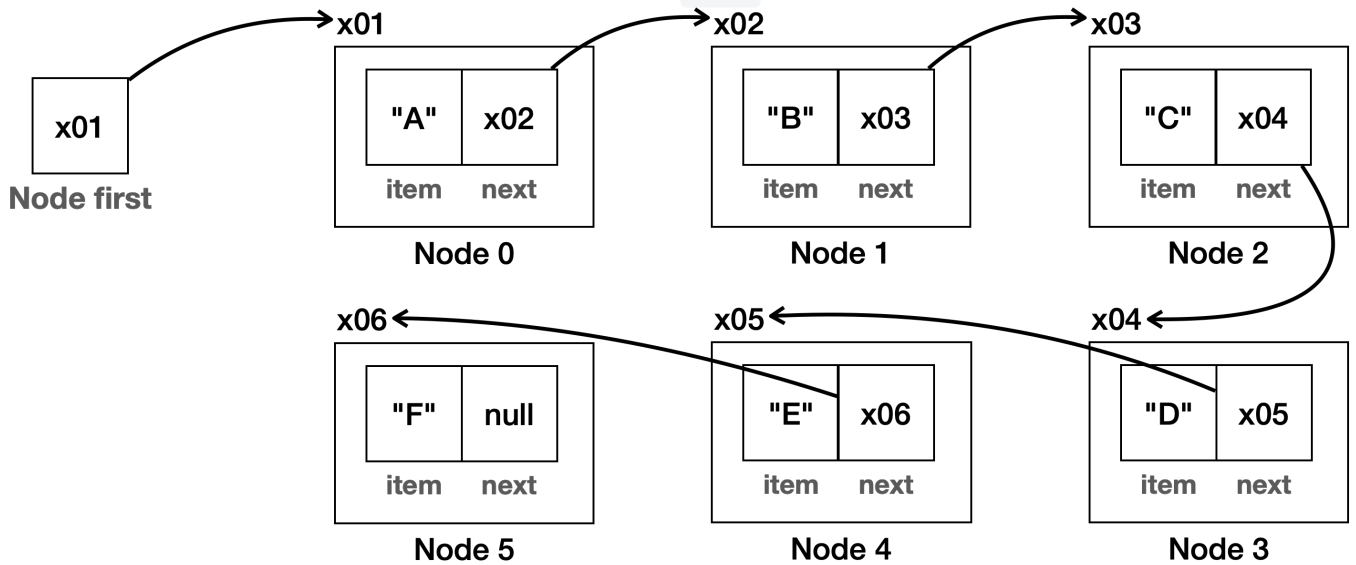 x01 x02 x03
x01 "A" x02 "B" x03 "C" x04
Node first item next item next item next
Node 0 Node 1 Node 2
x06 x05 x04
"F" null "E" x06 "D" x05
item next item next item next
Node 5 Node 4 Node 3